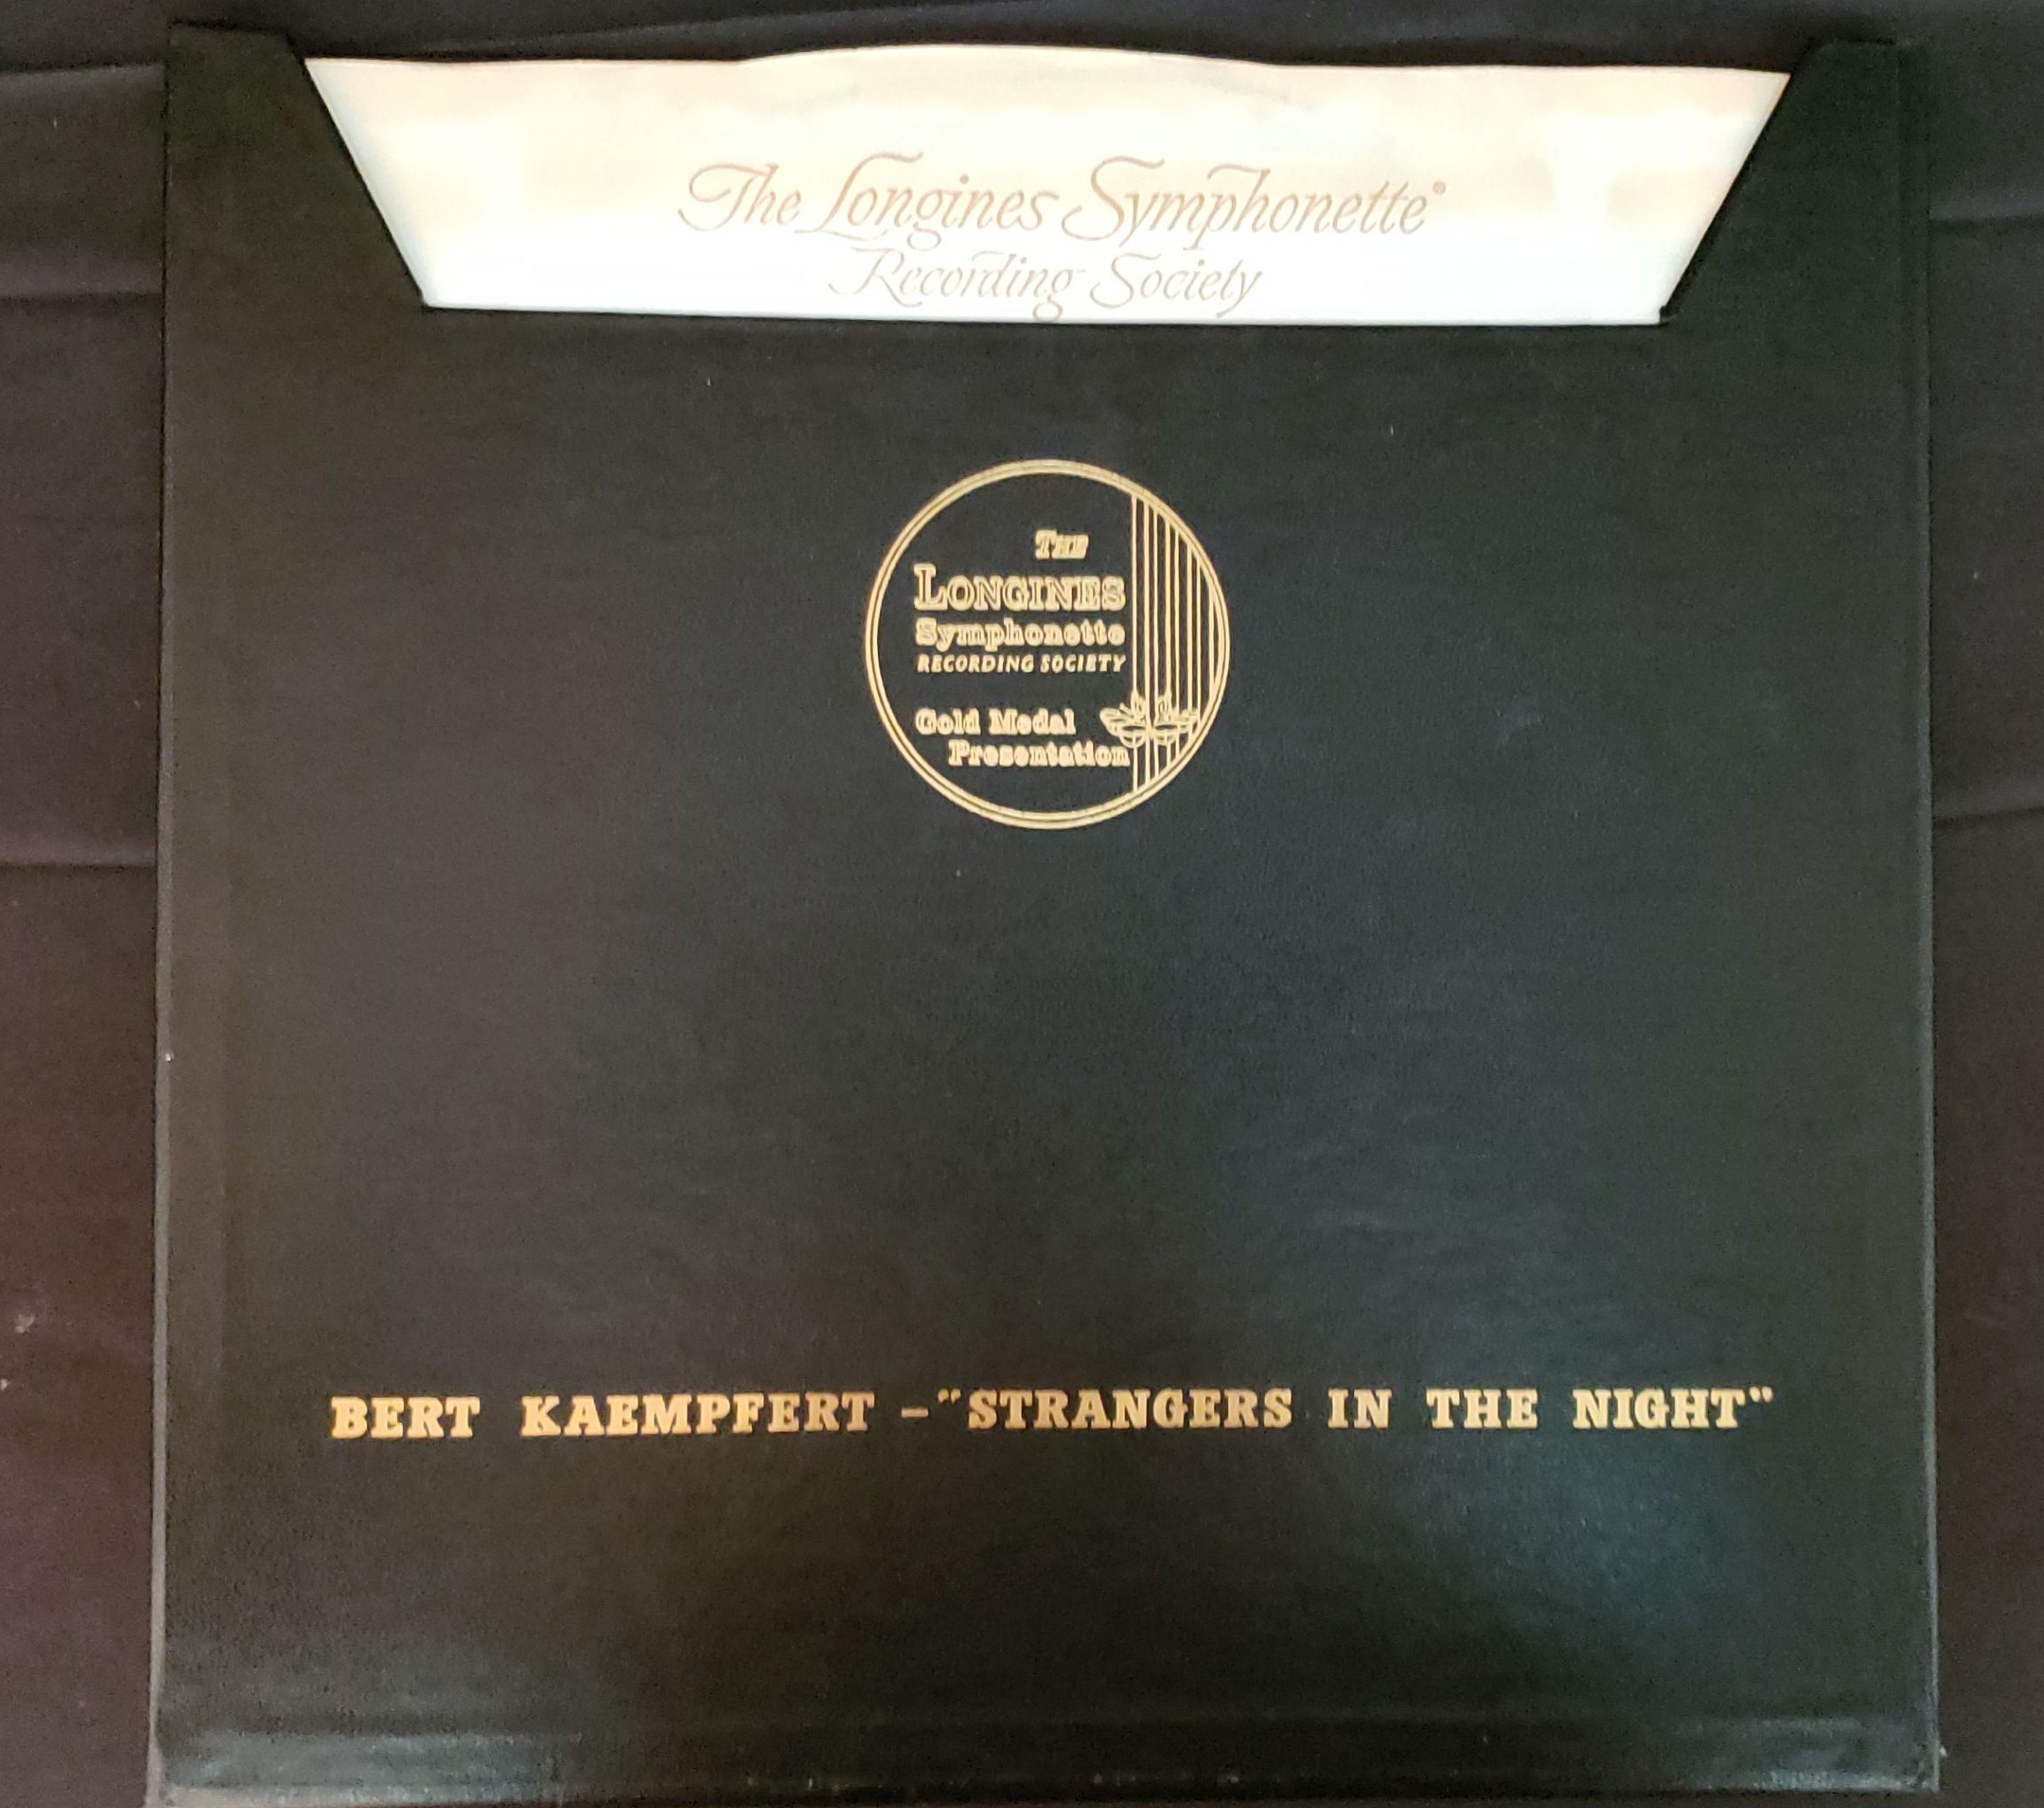 The Longines Symphonette®
Recording Society
THE
LONGINES
Symphonette
RECORDING SOCIETY
Gold Medal
Presentation
BERT KAEMPFERT - "STRANGERS IN THE NIGHT"